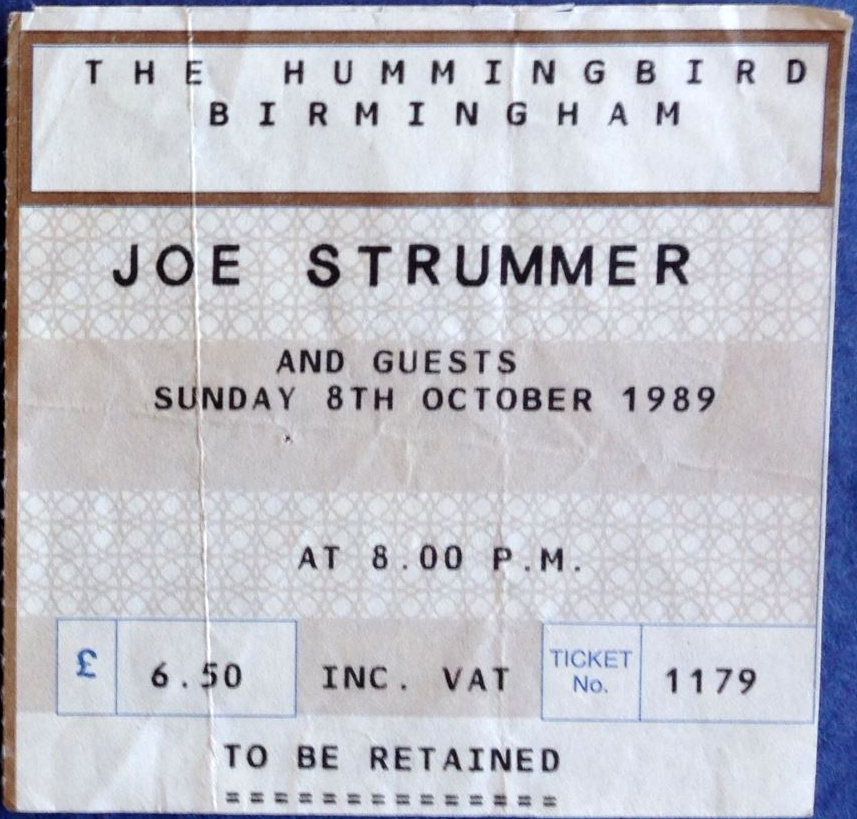 THE HUMMINGBIRD
BIRMINGHAM
JOE STRUMMER
AND GUESTS
SUNDAY 8TH OCTOBER 1989
AT 8.00 P.M.
£ 6.50 INC. VAT TICKET No. 1179
TO BE RETAINED
==============